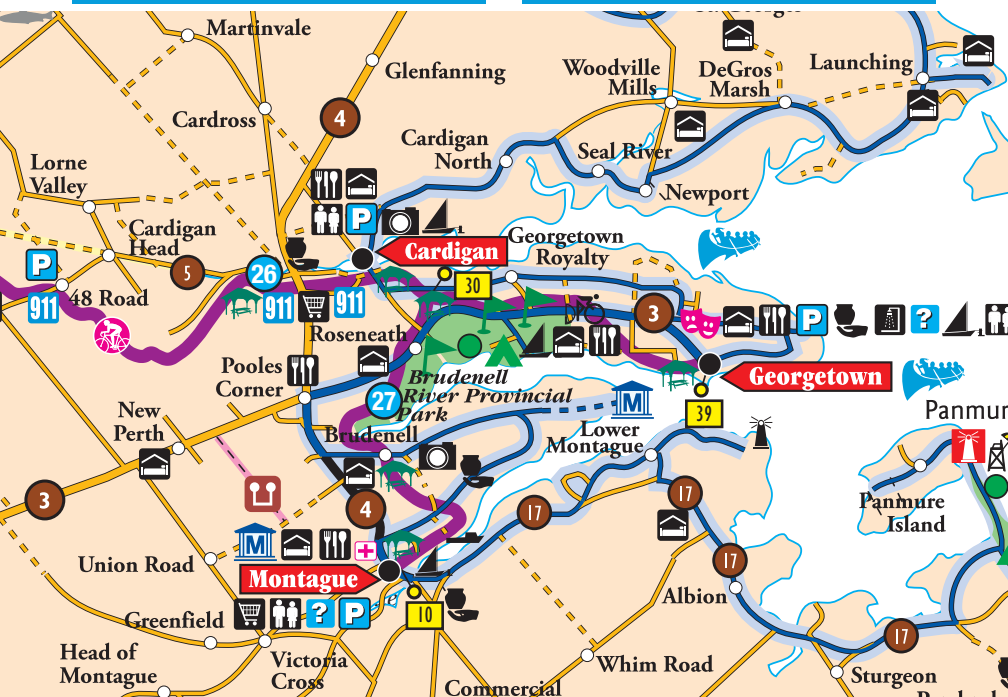 Martinvale
Glenfanning
Woodville
Mills
DeGros
Marsh
Launching
4
Cardross
Cardigan
North
Seal River
Lorne
Valley
Newport
P
Cardigan
Head
Cardigan
Georgetown
Royalty
P
5
26
30
911
48 Road
911
911
3
P
?
Roseneath
Pooles
Corner
Georgetown
Brudenell
River Provincial
Park
27
M
39
New
Perth
Brudenell
Lower
Montague
Panmur
3
4
17
17
Panmure
Island
M
Union Road
Montague
17
Albion
Greenfield
?
P
10
17
Head of
Montague
Victoria
Cross
Whim Road
Sturgeon
Commercial